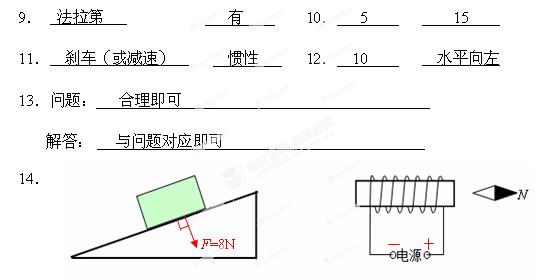 9. 法拉第 有 10. 5 15
11. 刹车（或减速） 惯性 12. 10 水平向左
13. 问题： 合理即可
解答： 与问题对应即可
14.
F=8N
N
− +
电源